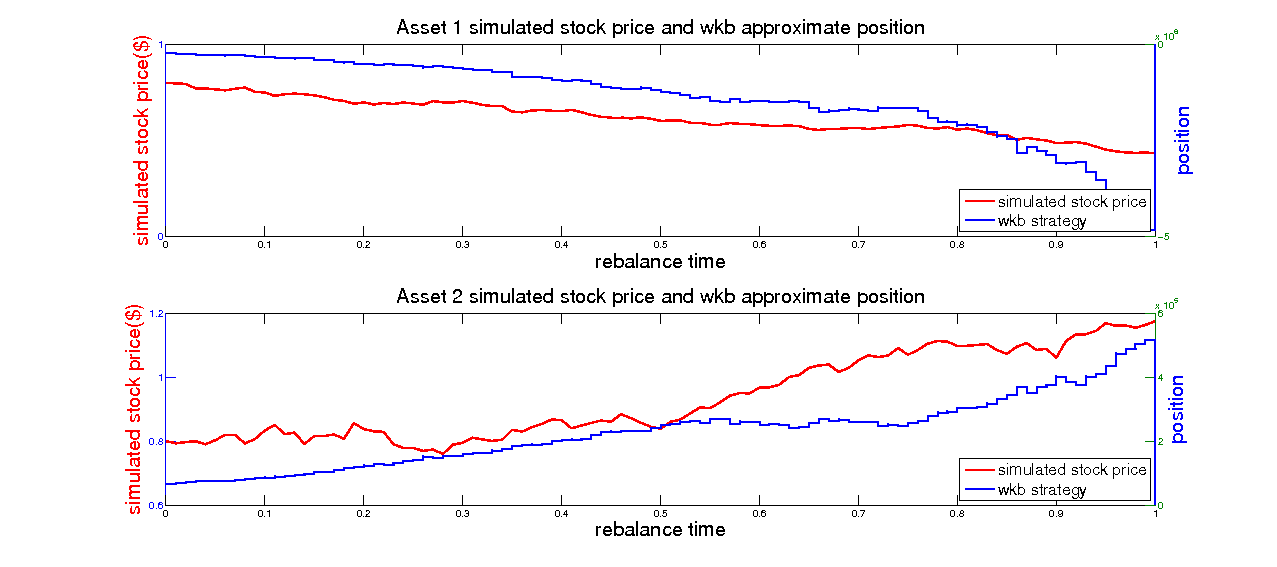 Asset 1 simulated stock price and wkb approximate position
x 10
simulated stock price($)
1
0
0
-5
position
0 0.1 0.2 0.3 0.4 0.5 0.6 0.7 0.8 0.9 1
rebalance time
simulated stock price
wkb strategy
Asset 2 simulated stock price and wkb approximate position
x 10
simulated stock price($)
1.2
1
0.8
0.6
6
4
2
0
position
0 0.1 0.2 0.3 0.4 0.5 0.6 0.7 0.8 0.9 1
rebalance time
simulated stock price
wkb strategy